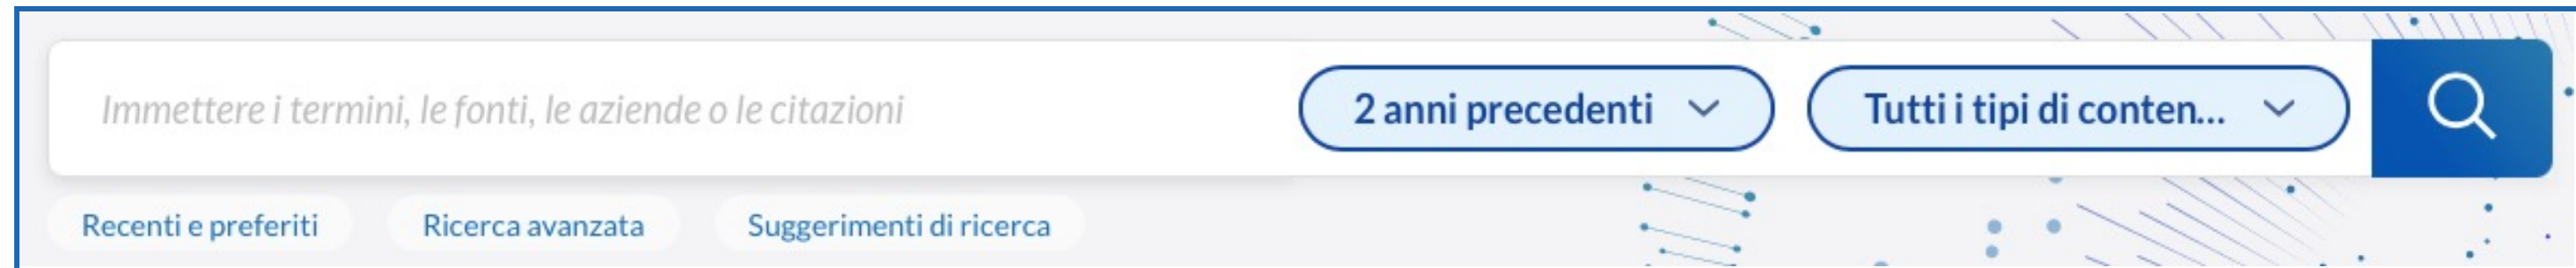 Immettere i termini, le fonti, le aziende o le citazioni
2 anni precedenti
Tutti i tipi di conten...
Recenti e preferiti
Ricerca avanzata
Suggerimenti di ricerca